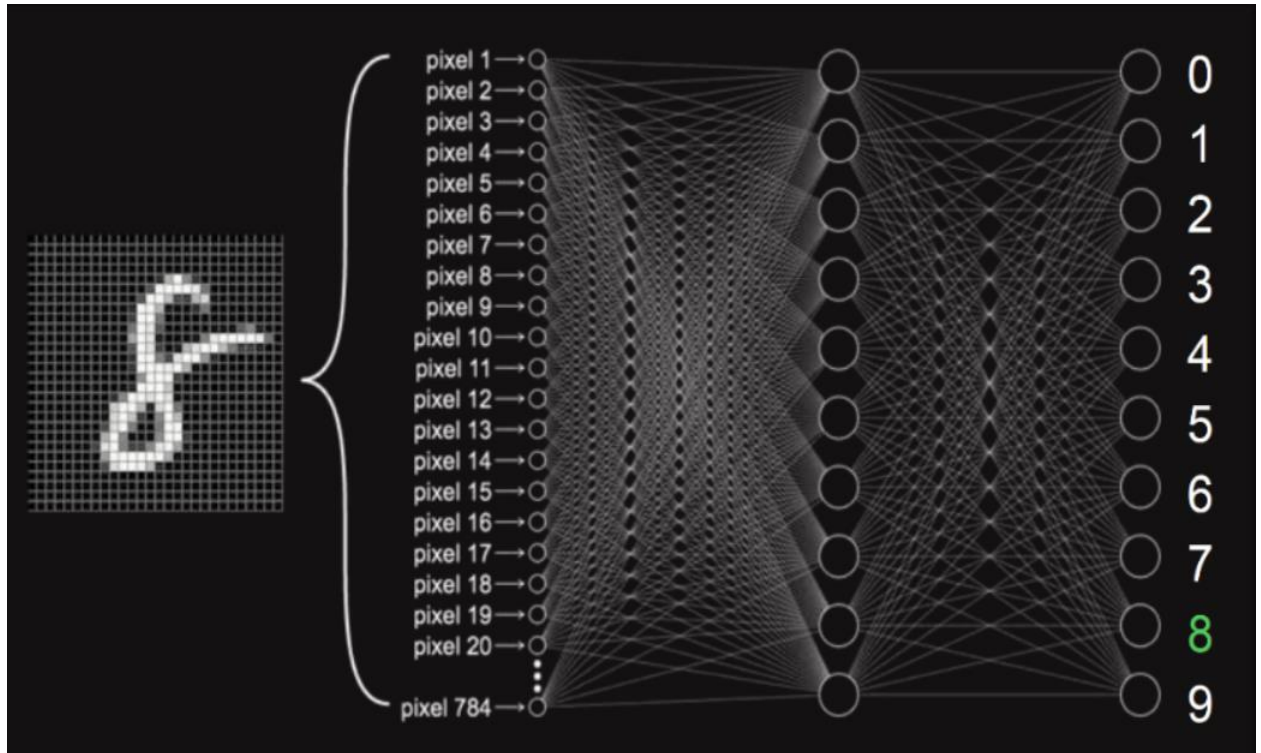 pixel 1
pixel 2
pixel 3
pixel 4
pixel 5
pixel 6
pixel 7
pixel 8
pixel 9
pixel 10
pixel 11
pixel 12
pixel 13
pixel 14
pixel 15
pixel 16
pixel 17
pixel 18
pixel 19
pixel 20
pixel 784
0
1
2
3
4
5
6
7
8
9